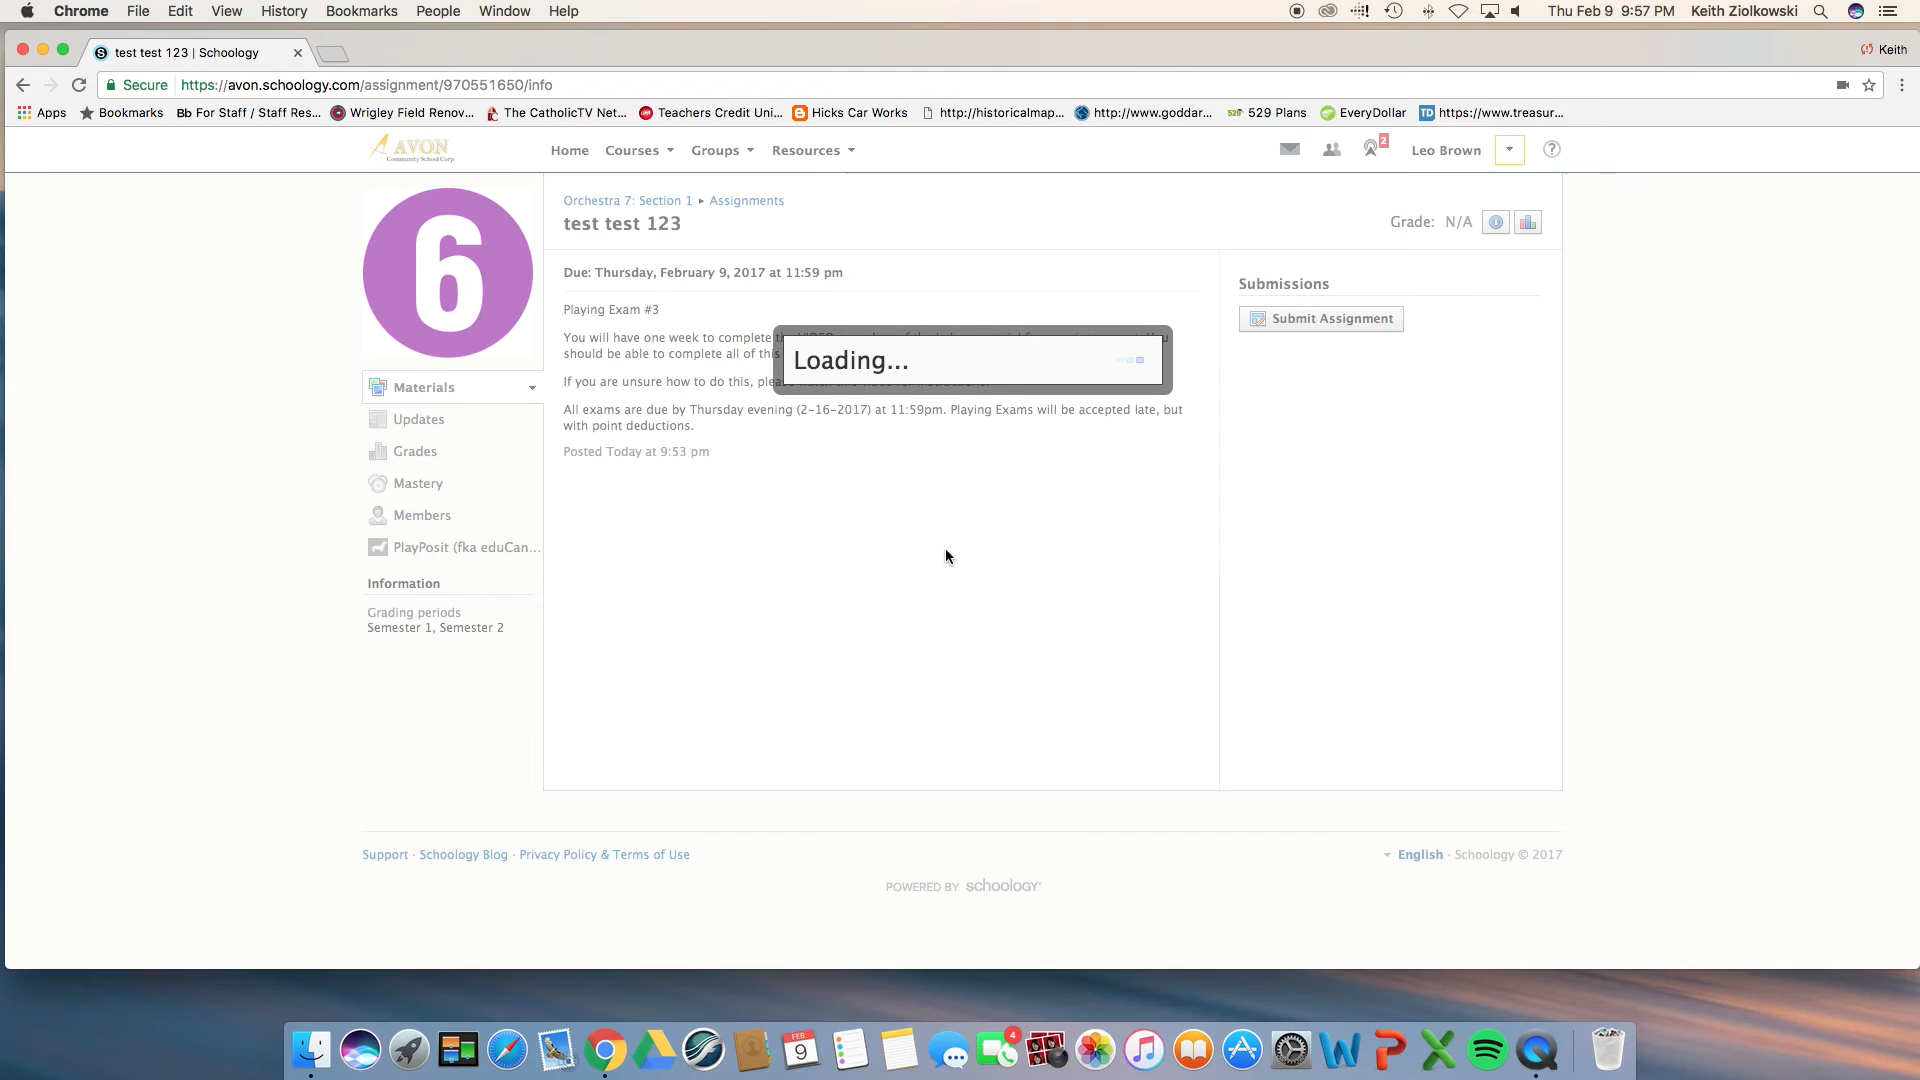 Chrome File Edit View History Bookmarks People Window Help Thu Feb 9 9:57 PM Keith Ziolkowski
test test 123 | Schoology Keith
Secure https://avon.schoology.com/assignment/970551650/info
Apps Bookmarks Bb For Staff / Staff Res... Wrigley Field Renov... The CatholicTV Net... Teachers Credit Uni... Hicks Car Works http://historicalmap... http://www.goddar... 529 529 Plans EveryDollar TD https://www.treasur...
AVON
Community School Corp.
Home Courses Groups Resources 2 Leo Brown
6
Orchestra 7: Section 1 ▸ Assignments
test test 123
Grade: N/A
Due: Thursday, February 9, 2017 at 11:59 pm
Playing Exam #3
You will have one week to complete
should be able to complete all of this
If you are unsure how to do this,
All exams are due by Thursday evening (2-16-2017) at 11:59pm. Playing Exams will be accepted late, but
with point deductions.
Posted Today at 9:53 pm
Loading...
Submissions
Submit Assignment
Materials
Updates
Grades
Mastery
Members
PlayPosit (fka eduCan...
Information
Grading periods
Semester 1, Semester 2
Support · Schoology Blog · Privacy Policy & Terms of Use
English · Schoology © 2017
POWERED BY schoology
FEB
9
4